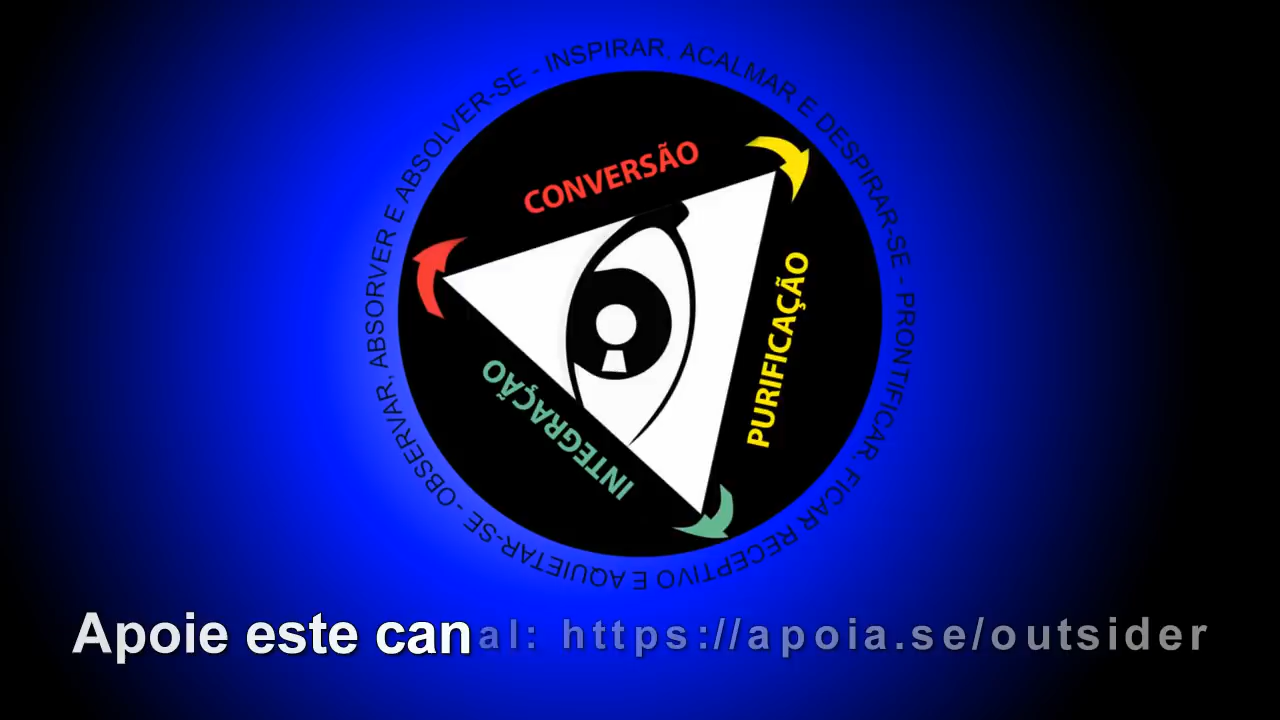 INSPIRAR, ACALMAR E DESPIRAR-SE - PRONTIFICAR, FICAR RECEPTIVO E AQUIETAR-SE - OBSERVAR, ABSORVER E ABSOLVER-SE -
CONVERSÃO
PURIFICAÇÃO
INTEGRAÇÃO
Apoie este canal: https://apoia.se/outsider